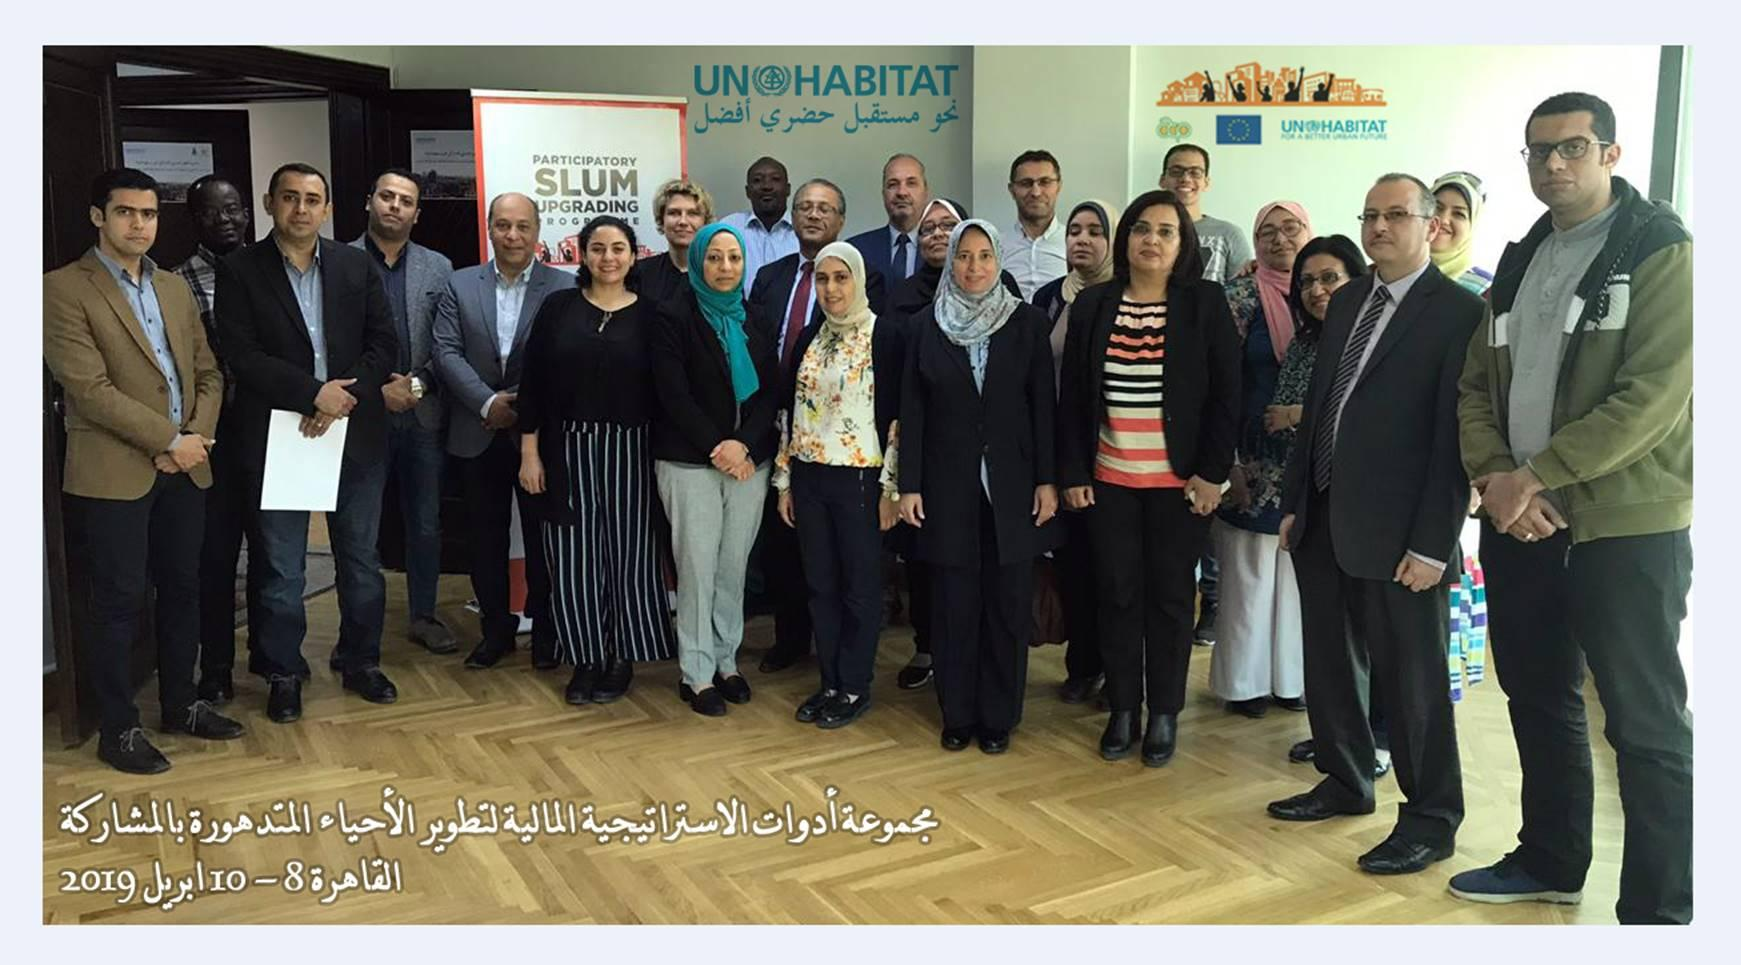 UN HABITAT
نحو مستقبل حضري أفضل
PARTICIPATORY
SLUM
UPGRADING
PROGRAMME
UN HABITAT
FOR A BETTER URBAN FUTURE
مجموعة أدوات الاستراتيجية المالية لتطوير الأحياء المتدهورة بالمشاركة
القاهرة 8 – 10 ابريل 2019